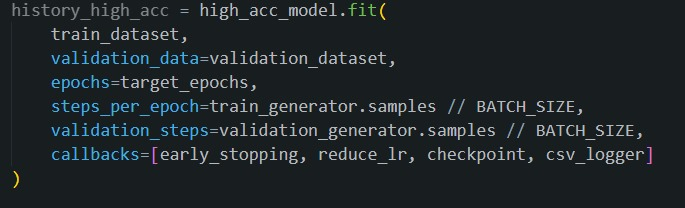 history_high_acc = high_acc_model.fit(
    train_dataset,
    validation_data=validation_dataset,
    epochs=target_epochs,
    steps_per_epoch=train_generator.samples // BATCH_SIZE,
    validation_steps=validation_generator.samples // BATCH_SIZE,
    callbacks=[early_stopping, reduce_lr, checkpoint, csv_logger]
)